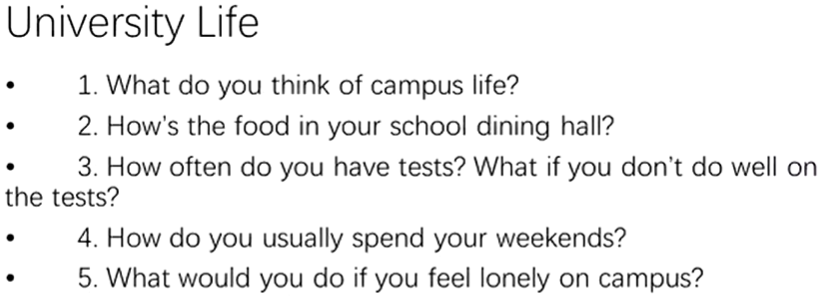 University Life
• 1. What do you think of campus life?
• 2. How's the food in your school dining hall?
• 3. How often do you have tests? What if you don't do well on
the tests?
• 4. How do you usually spend your weekends?
• 5. What would you do if you feel lonely on campus?